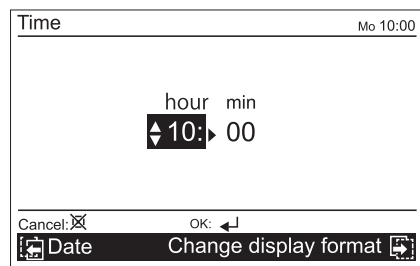 Time Mo 10:00
hour min
10: 00
Cancel: OK:
Date Change display format